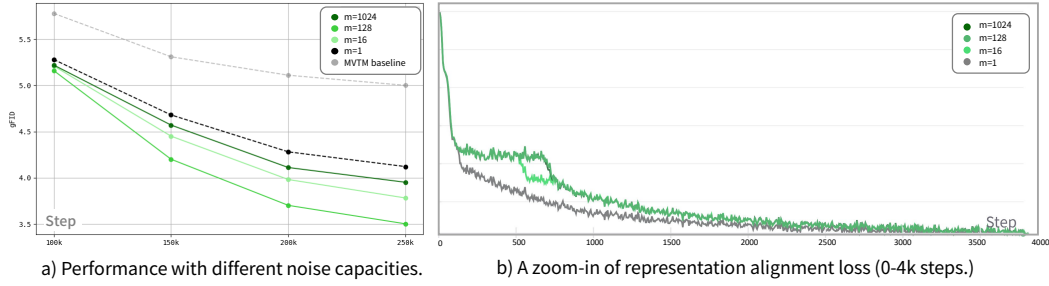 m=1024
m=128
m=16
m=1
MVTM baseline
gFID
5.5
5.0
4.5
4.0
3.5
Step
100k 150k 200k 250k
a) Performance with different noise capacities.
m=1024
m=128
m=16
m=1
Step
0 500 1000 1500 2000 2500 3000 3500 4000
b) A zoom-in of representation alignment loss (0-4k steps.)